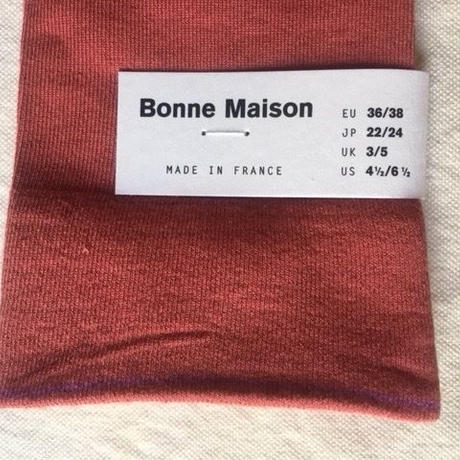 Bonne Maison
MADE IN FRANCE
EU 36/38
JP 22/24
UK 3/5
US 4½/6½